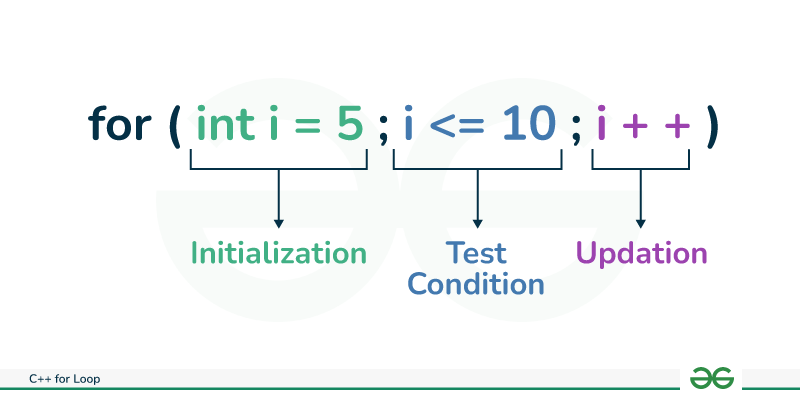 for ( int i = 5 ; i <= 10 ; i + + )
Initialization
Test
Condition
Updation
C++ for Loop